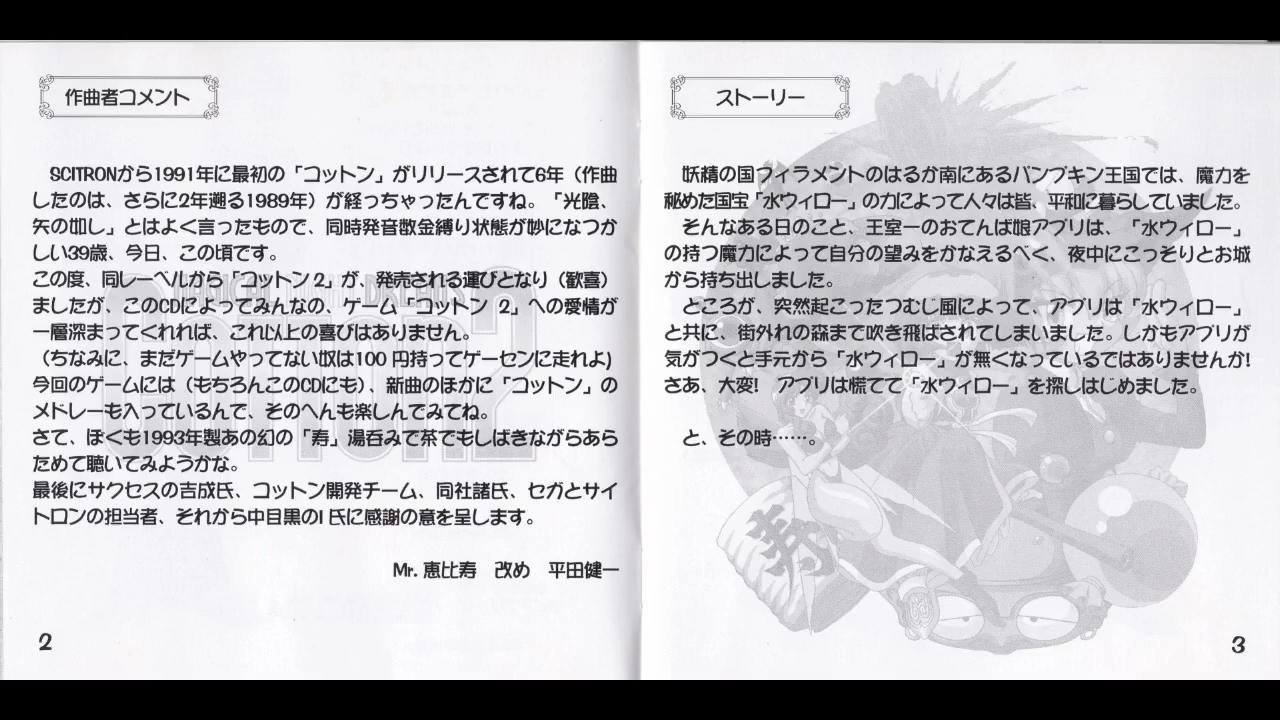 作曲者コメント
SCITRONから1991年に最初の「コットン」がリリースされて6年（作曲
したのは、さらに2年遡る1989年）が経っちゃったんですね。「光陰、
矢の如し」とはよく言ったもので、同時発音数金縛り状態が妙になつか
しい39歳、今日、この頃です。
この度、同レーベルから「コットン 2」が、発売される運びとなり（歓喜）
ましたが、このCDによってみんなの、ゲーム「コットン 2」への愛情が
一層深まってくれれば、これ以上の喜びはありません。
（ちなみに、まだゲームやってない奴は100 円持ってゲーセンに走れよ)
今回のゲームには（もちろんこのCDにも）、新曲のほかに「コットン」の
メドレーも入っているんで、そのへんも楽しんでみてね。
さて、ぼくも1993年製あの幻の「寿」湯呑みで茶でもしばきながらあら
ためて聴いてみようかな。
最後にサクセスの吉成氏、コットン開発チーム、同社諸氏、セガとサイ
トロンの担当者、それから中目黒のI 氏に感謝の意を呈します。
Mr. 恵比寿　改め　平田健一
2
COTTON 2
ストーリー
妖精の国フィラメントのはるか南にあるパンプキン王国では、魔力を
秘めた国宝「水ウィロー」の力によって人々は皆、平和に暮らしていました。
そんなある日のこと、王室一のおてんば娘アプリは、「水ウィロー」
の持つ魔力によって自分の望みをかなえるべく、夜中にこっそりとお城
から持ち出しました。
ところが、突然起こったつむじ風によって、アプリは「水ウィロー」
と共に、街外れの森まで吹き飛ばされてしまいました。しかもアプリが
気がつくと手元から「水ウィロー」が無くなっているではありませんか!
さあ、大変!　アプリは慌てて「水ウィロー」を探しはじめました。
と、その時……。
寿
3